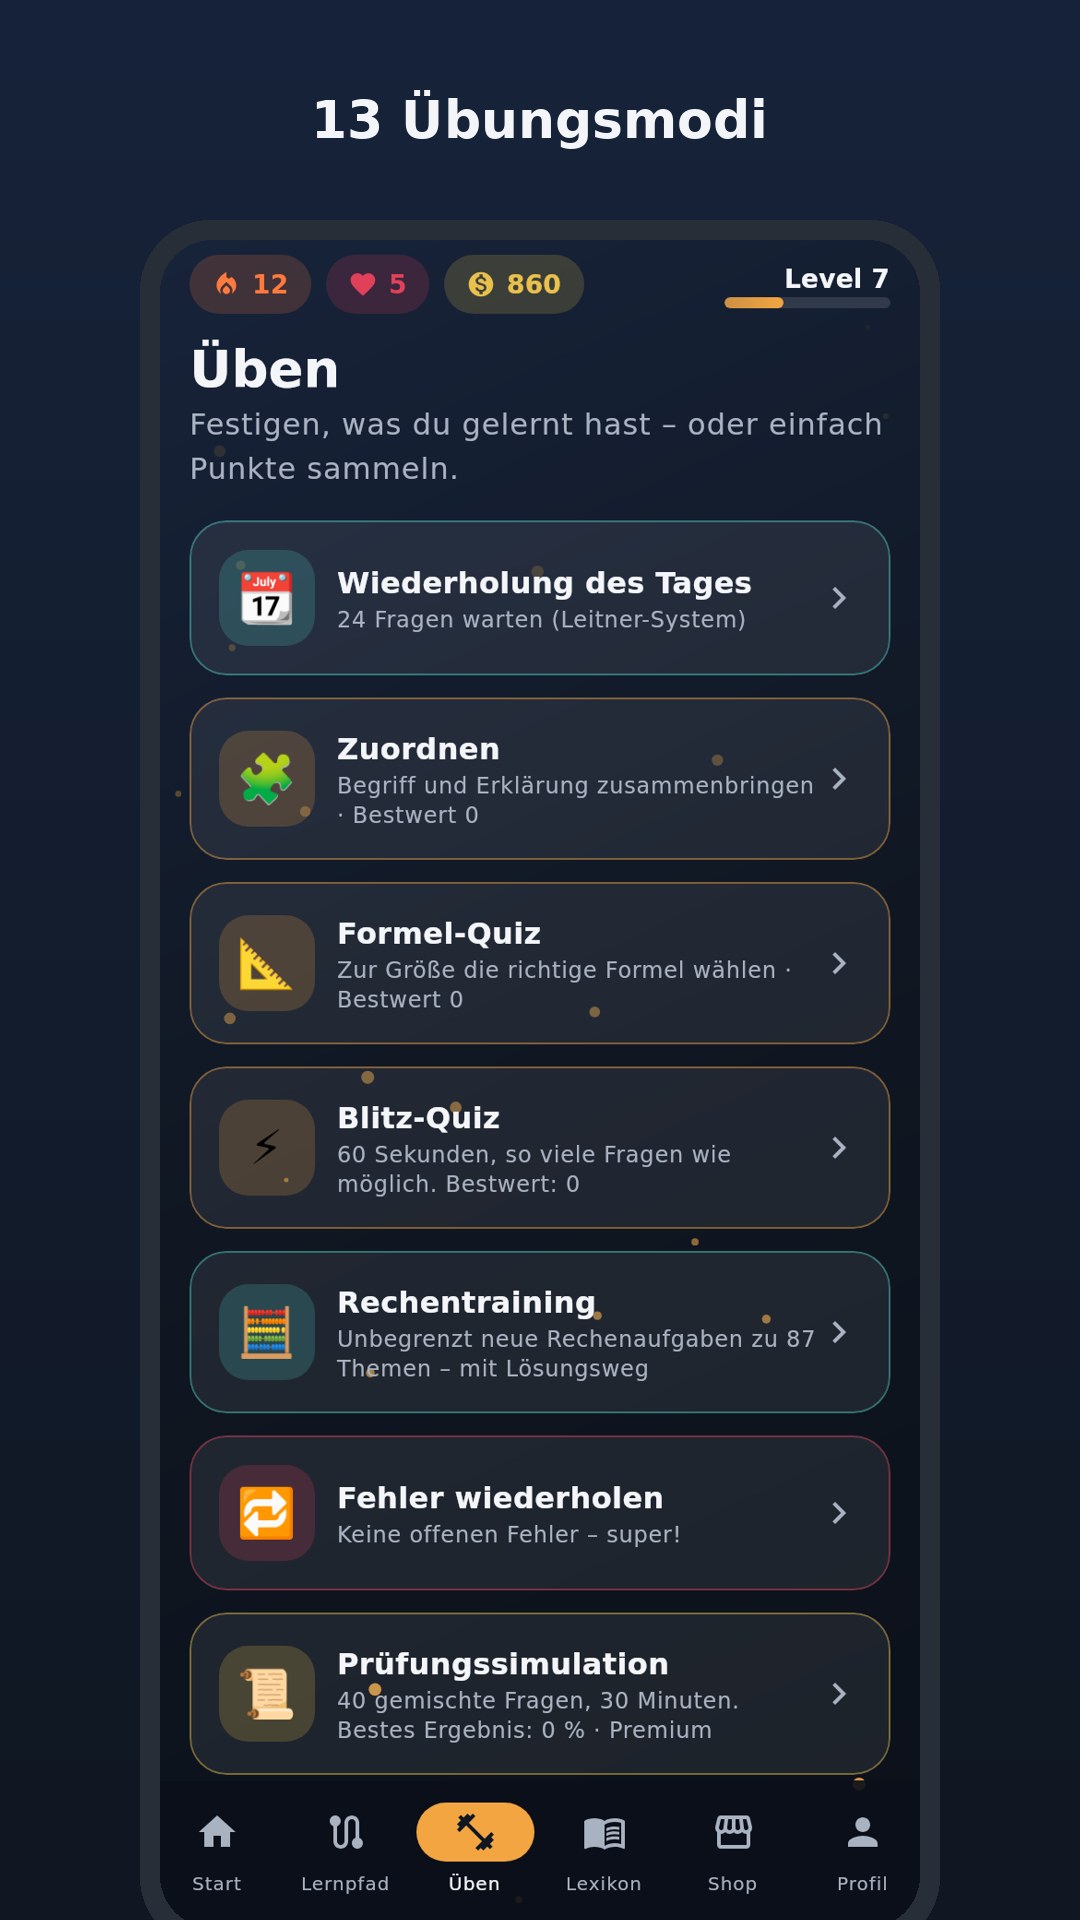 13 Übungsmodi
12 5 860 Level 7
Üben
Festigen, was du gelernt hast – oder einfach
Punkte sammeln.
July
17
Wiederholung des Tages
24 Fragen warten (Leitner-System)
Zuordnen
Begriff und Erklärung zusammenbringen
· Bestwert 0
Formel-Quiz
Zur Größe die richtige Formel wählen ·
Bestwert 0
Blitz-Quiz
60 Sekunden, so viele Fragen wie
möglich. Bestwert: 0
Rechentraining
Unbegrenzt neue Rechenaufgaben zu 87
Themen – mit Lösungsweg
Fehler wiederholen
Keine offenen Fehler – super!
Prüfungssimulation
40 gemischte Fragen, 30 Minuten.
Bestes Ergebnis: 0 % · Premium
Start Lernpfad Üben Lexikon Shop Profil